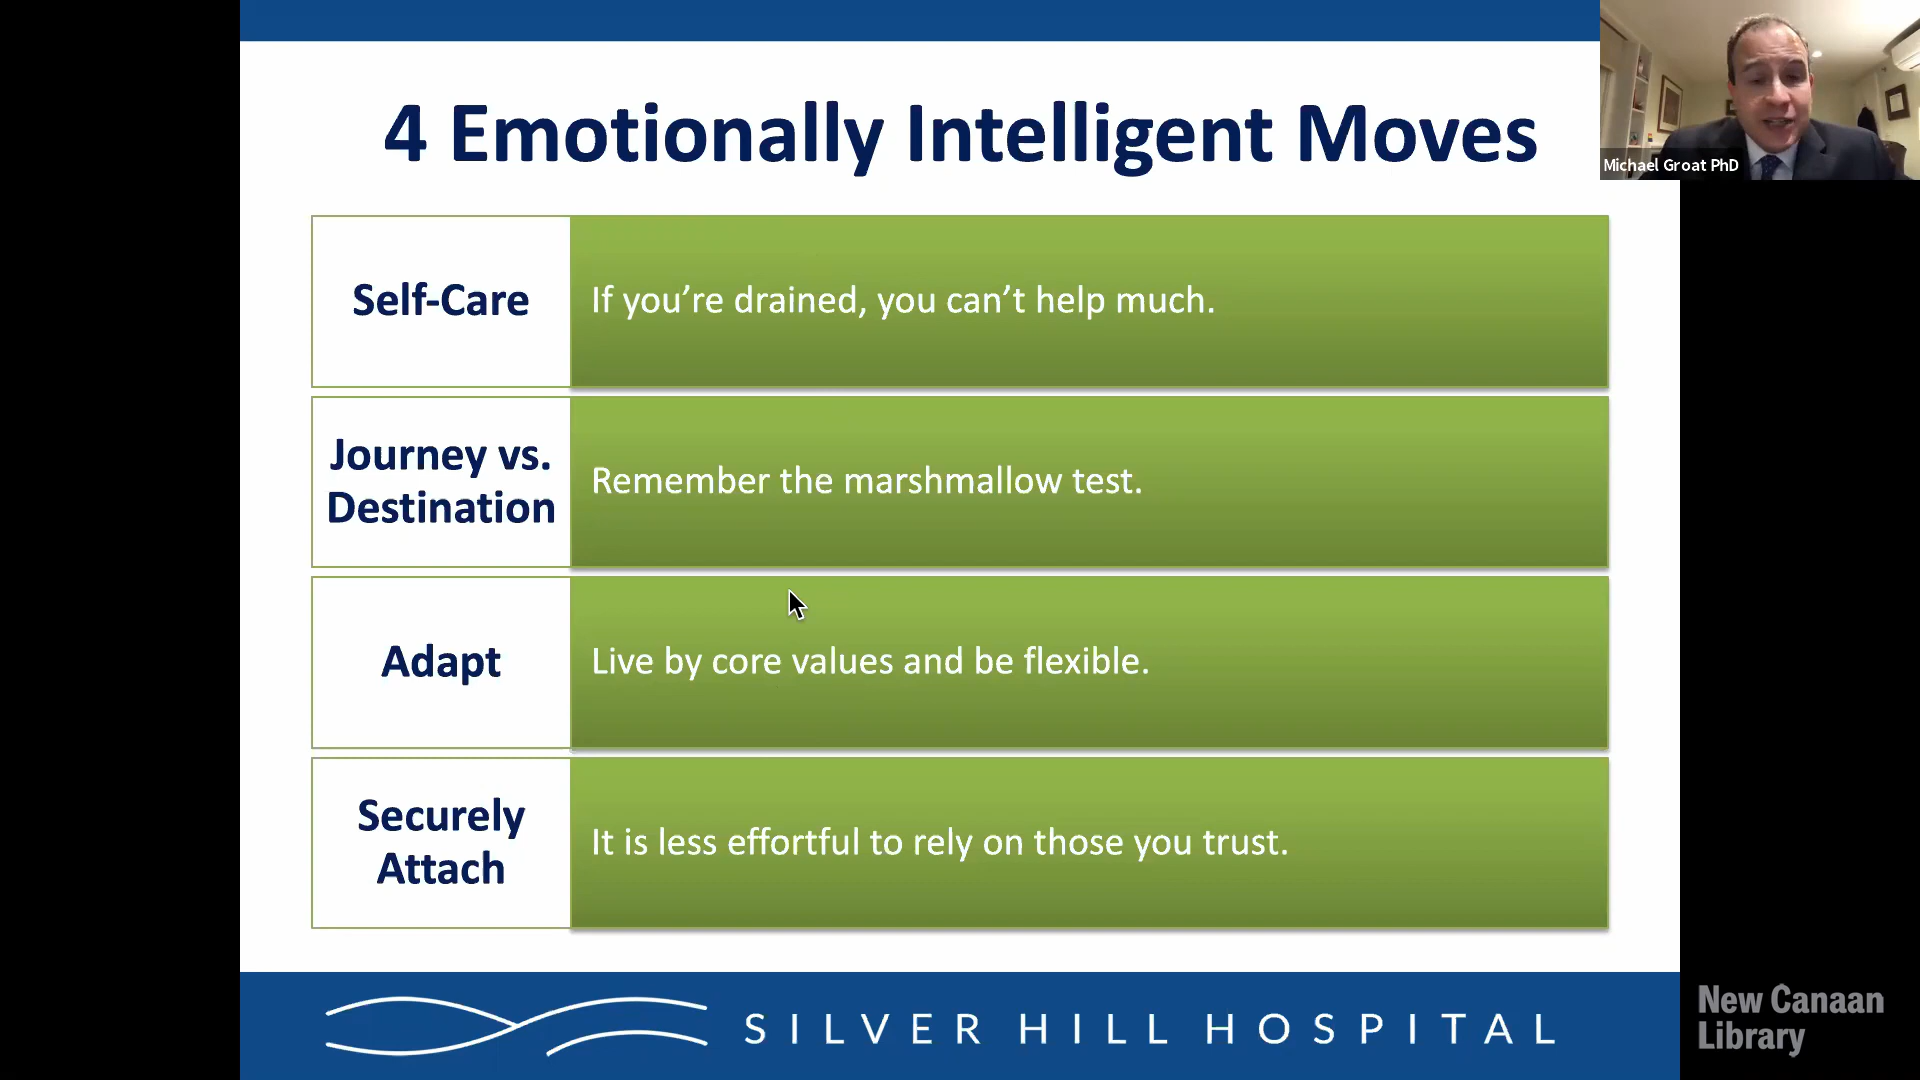 4 Emotionally Intelligent Moves
Michael Groat PhD
Self-Care
If you’re drained, you can’t help much.
Journey vs.
Destination
Remember the marshmallow test.
Adapt
Live by core values and be flexible.
Securely
Attach
It is less effortful to rely on those you trust.
SILVER HILL HOSPITAL
New Canaan
Library